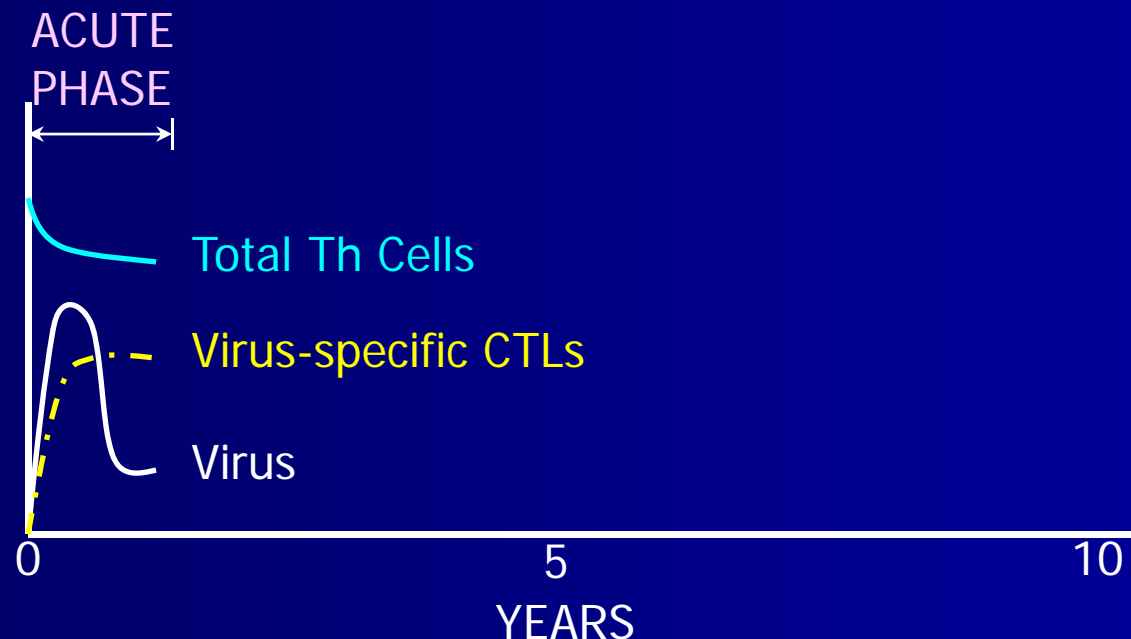 ACUTE
PHASE
Total Th Cells
Virus-specific CTLs
Virus
0
5
10
YEARS